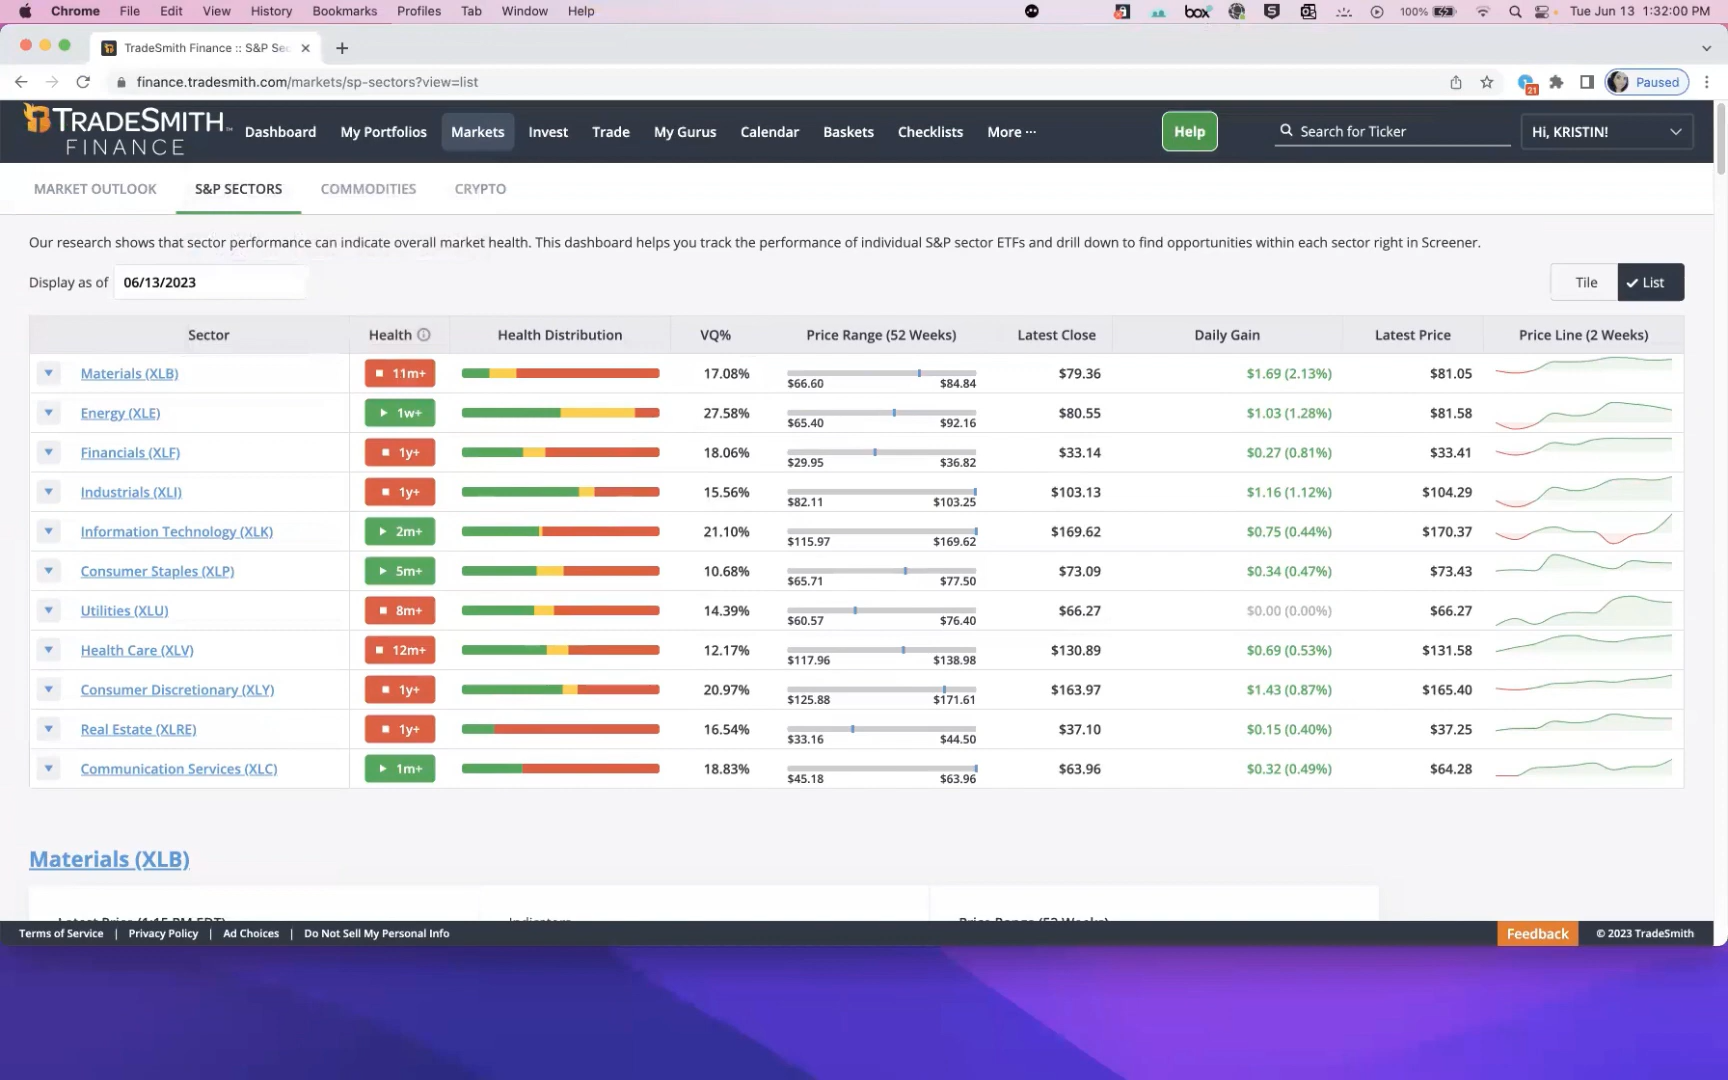 Chrome File Edit View History Bookmarks Profiles Tab Window Help box 100% Tue Jun 13 1:32:00 PM
TradeSmith Finance :: S&P Sec
finance.tradesmith.com/markets/sp-sectors?view=list 21 Paused
TRADESMITH™
FINANCE
Dashboard My Portfolios Markets Invest Trade My Gurus Calendar Baskets Checklists More ··· Help Search for Ticker Hi, KRISTIN!
MARKET OUTLOOK S&P SECTORS COMMODITIES CRYPTO
Our research shows that sector performance can indicate overall market health. This dashboard helps you track the performance of individual S&P sector ETFs and drill down to find opportunities within each sector right in Screener.
Display as of 06/13/2023 Tile List
Sector Health Health Distribution VQ% Price Range (52 Weeks) Latest Close Daily Gain Latest Price Price Line (2 Weeks)
Materials (XLB) 11m+ 17.08% $66.60 $84.84 $79.36 $1.69 (2.13%) $81.05
Energy (XLE) 1w+ 27.58% $65.40 $92.16 $80.55 $1.03 (1.28%) $81.58
Financials (XLF) 1y+ 18.06% $29.95 $36.82 $33.14 $0.27 (0.81%) $33.41
Industrials (XLI) 1y+ 15.56% $82.11 $103.25 $103.13 $1.16 (1.12%) $104.29
Information Technology (XLK) 2m+ 21.10% $115.97 $169.62 $169.62 $0.75 (0.44%) $170.37
Consumer Staples (XLP) 5m+ 10.68% $65.71 $77.50 $73.09 $0.34 (0.47%) $73.43
Utilities (XLU) 8m+ 14.39% $60.57 $76.40 $66.27 $0.00 (0.00%) $66.27
Health Care (XLV) 12m+ 12.17% $117.96 $138.98 $130.89 $0.69 (0.53%) $131.58
Consumer Discretionary (XLY) 1y+ 20.97% $125.88 $171.61 $163.97 $1.43 (0.87%) $165.40
Real Estate (XLRE) 1y+ 16.54% $33.16 $44.50 $37.10 $0.15 (0.40%) $37.25
Communication Services (XLC) 1m+ 18.83% $45.18 $63.96 $63.96 $0.32 (0.49%) $64.28
Materials (XLB)
Latest Price (1:15 PM EDT) Indicators Price Range (52 Weeks)
Terms of Service | Privacy Policy | Ad Choices | Do Not Sell My Personal Info Feedback © 2023 TradeSmith